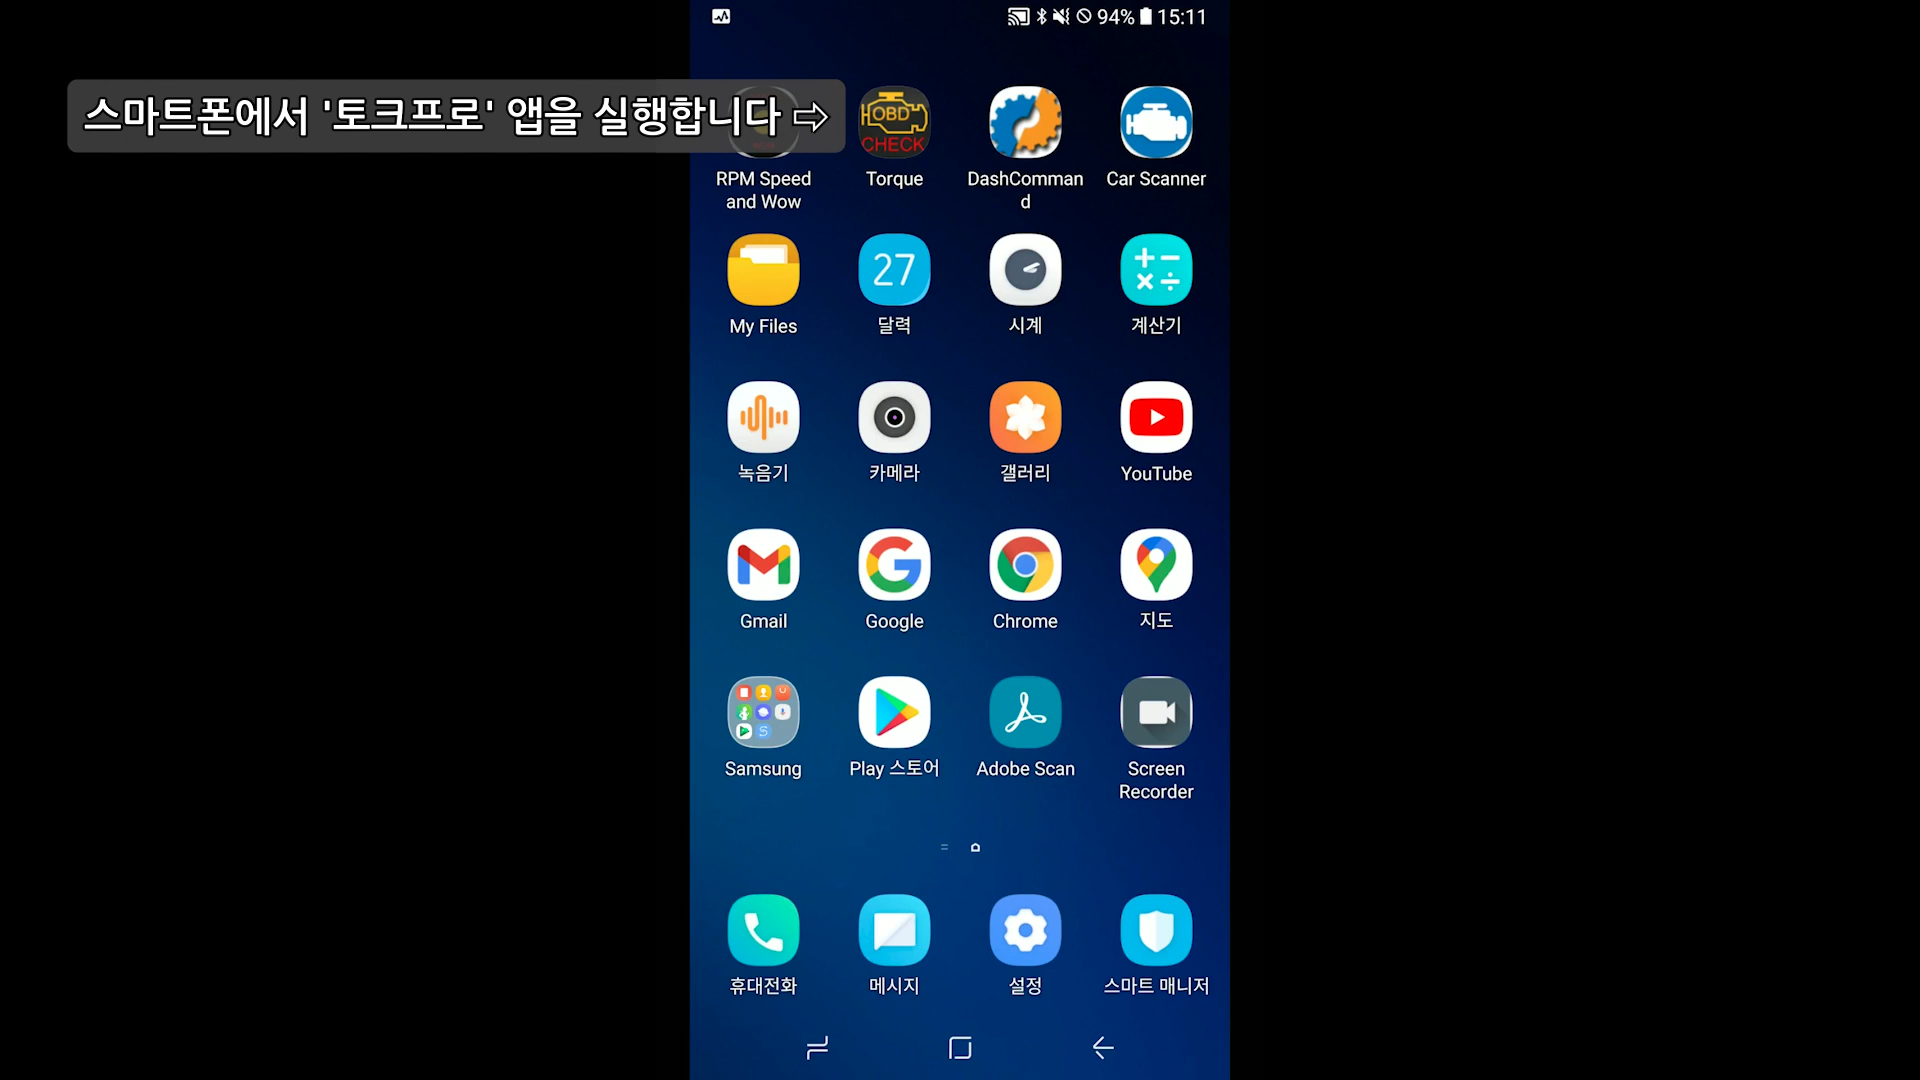 94% 15:11
스마트폰에서 '토크프로' 앱을 실행합니다 ⇨
OBD
CHECK
RPM Speed and Wow
Torque
DashComman
d
Car Scanner
27
My Files
달력
시계
계산기
녹음기
카메라
갤러리
YouTube
Gmail
Google
Chrome
지도
Samsung
Play 스토어
Adobe Scan
Screen Recorder
휴대전화
메시지
설정
스마트 매니저